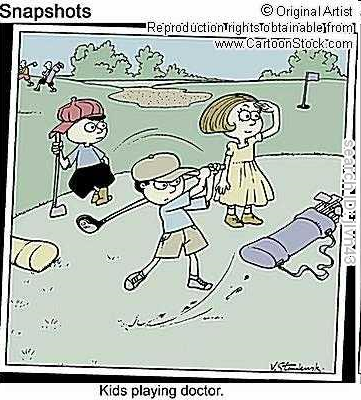 Snapshots
© Original Artist
Reproduction rights obtainable from
www.CartoonStock.com
Kids playing doctor.